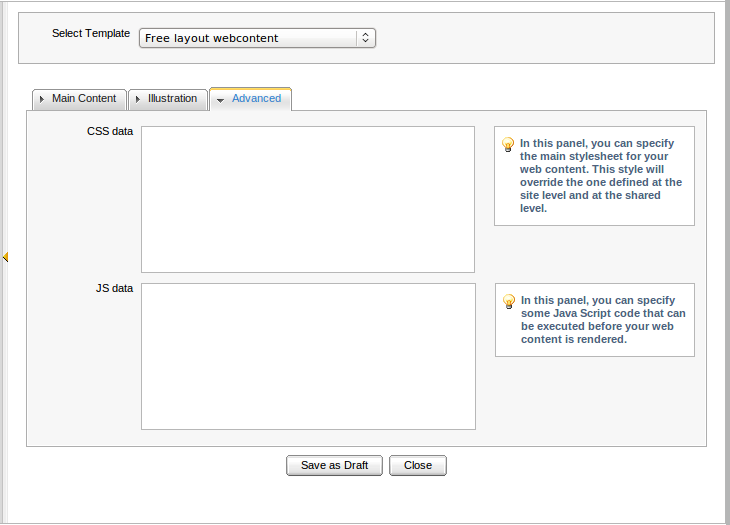 Select Template
Free layout webcontent
Main Content
Illustration
Advanced
CSS data
In this panel, you can specify
the main stylesheet for your
web content. This style will
override the one defined at the
site level and at the shared
level.
JS data
In this panel, you can specify
some Java Script code that can
be executed before your web
content is rendered.
Save as Draft
Close